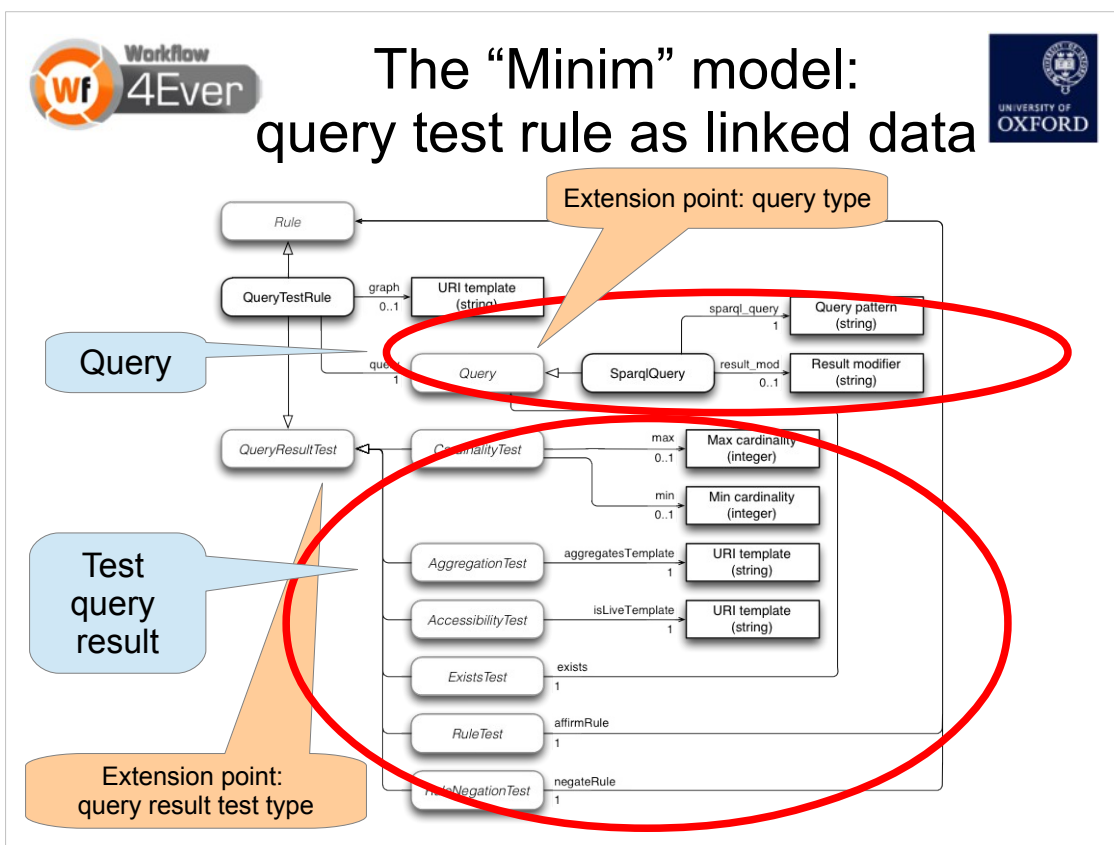 Workflow
Wf 4Ever
The “Minim” model:
query test rule as linked data
UNIVERSITY OF
OXFORD
Extension point: query type
Rule
QueryTestRule
graph
0..1
URI template
(string)
sparql_query
1
Query pattern
(string)
Query
query
1
Query
SparqlQuery
result_mod
0..1
Result modifier
(string)
QueryResultTest
CardinalityTest
max
0..1
Max cardinality
(integer)
min
0..1
Min cardinality
(integer)
Test
query
result
AggregationTest
aggregatesTemplate
1
URI template
(string)
AccessibilityTest
isLiveTemplate
1
URI template
(string)
ExistsTest
exists
1
RuleTest
affirmRule
1
Extension point:
query result test type
RuleNegationTest
negateRule
1